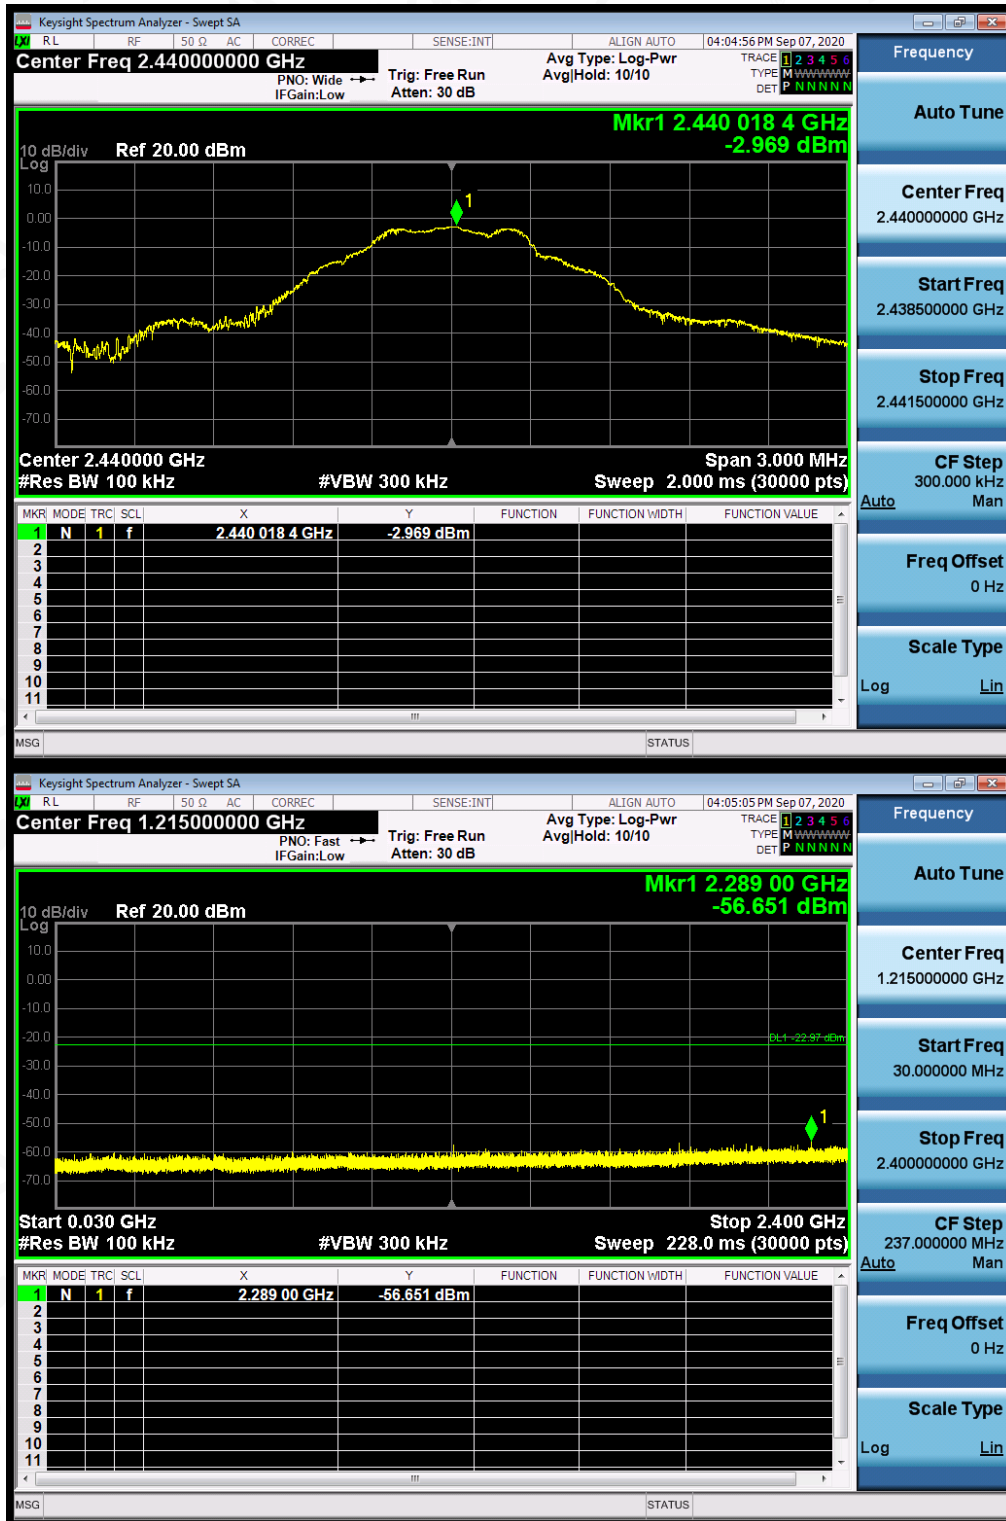 Keysight Spectrum Analyzer - Swept SA
LXI RL RF 50 Ω AC CORREC SENSE:INT ALIGN AUTO 04:04:56 PM Sep 07, 2020
Center Freq 2.440000000 GHz Avg Type: Log-Pwr TRACE 1 2 3 4 5 6
PNO: Wide Trig: Free Run Avg|Hold: 10/10 TYPE M WWWWW
IFGain:Low Atten: 30 dB DET P N N N N N
Mkr1 2.440 018 4 GHz
-2.969 dBm
10 dB/div Ref 20.00 dBm
Log
10.0
0.00
-10.0
-20.0
-30.0
-40.0
-50.0
-60.0
-70.0
1
Center 2.440000 GHz Span 3.000 MHz
#Res BW 100 kHz #VBW 300 kHz Sweep 2.000 ms (30000 pts)
MKR MODE TRC SCL X Y FUNCTION FUNCTION WIDTH FUNCTION VALUE
1 N 1 f 2.440 018 4 GHz -2.969 dBm
2
3
4
5
6
7
8
9
10
11
MSG STATUS
Frequency
Auto Tune
Center Freq
2.440000000 GHz
Start Freq
2.438500000 GHz
Stop Freq
2.441500000 GHz
CF Step
300.000 kHz
Auto Man
Freq Offset
0 Hz
Scale Type
Log Lin
Keysight Spectrum Analyzer - Swept SA
LXI RL RF 50 Ω AC CORREC SENSE:INT ALIGN AUTO 04:05:05 PM Sep 07, 2020
Center Freq 1.215000000 GHz Avg Type: Log-Pwr TRACE 1 2 3 4 5 6
PNO: Fast Trig: Free Run Avg|Hold: 10/10 TYPE M WWWWW
IFGain:Low Atten: 30 dB DET P N N N N N
Mkr1 2.289 00 GHz
-56.651 dBm
10 dB/div Ref 20.00 dBm
Log
10.0
0.00
-10.0
-20.0
DL1 -22.97 dBm
-30.0
-40.0
-50.0
1
-60.0
-70.0
Start 0.030 GHz Stop 2.400 GHz
#Res BW 100 kHz #VBW 300 kHz Sweep 228.0 ms (30000 pts)
MKR MODE TRC SCL X Y FUNCTION FUNCTION WIDTH FUNCTION VALUE
1 N 1 f 2.289 00 GHz -56.651 dBm
2
3
4
5
6
7
8
9
10
11
MSG STATUS
Frequency
Auto Tune
Center Freq
1.215000000 GHz
Start Freq
30.000000 MHz
Stop Freq
2.400000000 GHz
CF Step
237.000000 MHz
Auto Man
Freq Offset
0 Hz
Scale Type
Log Lin